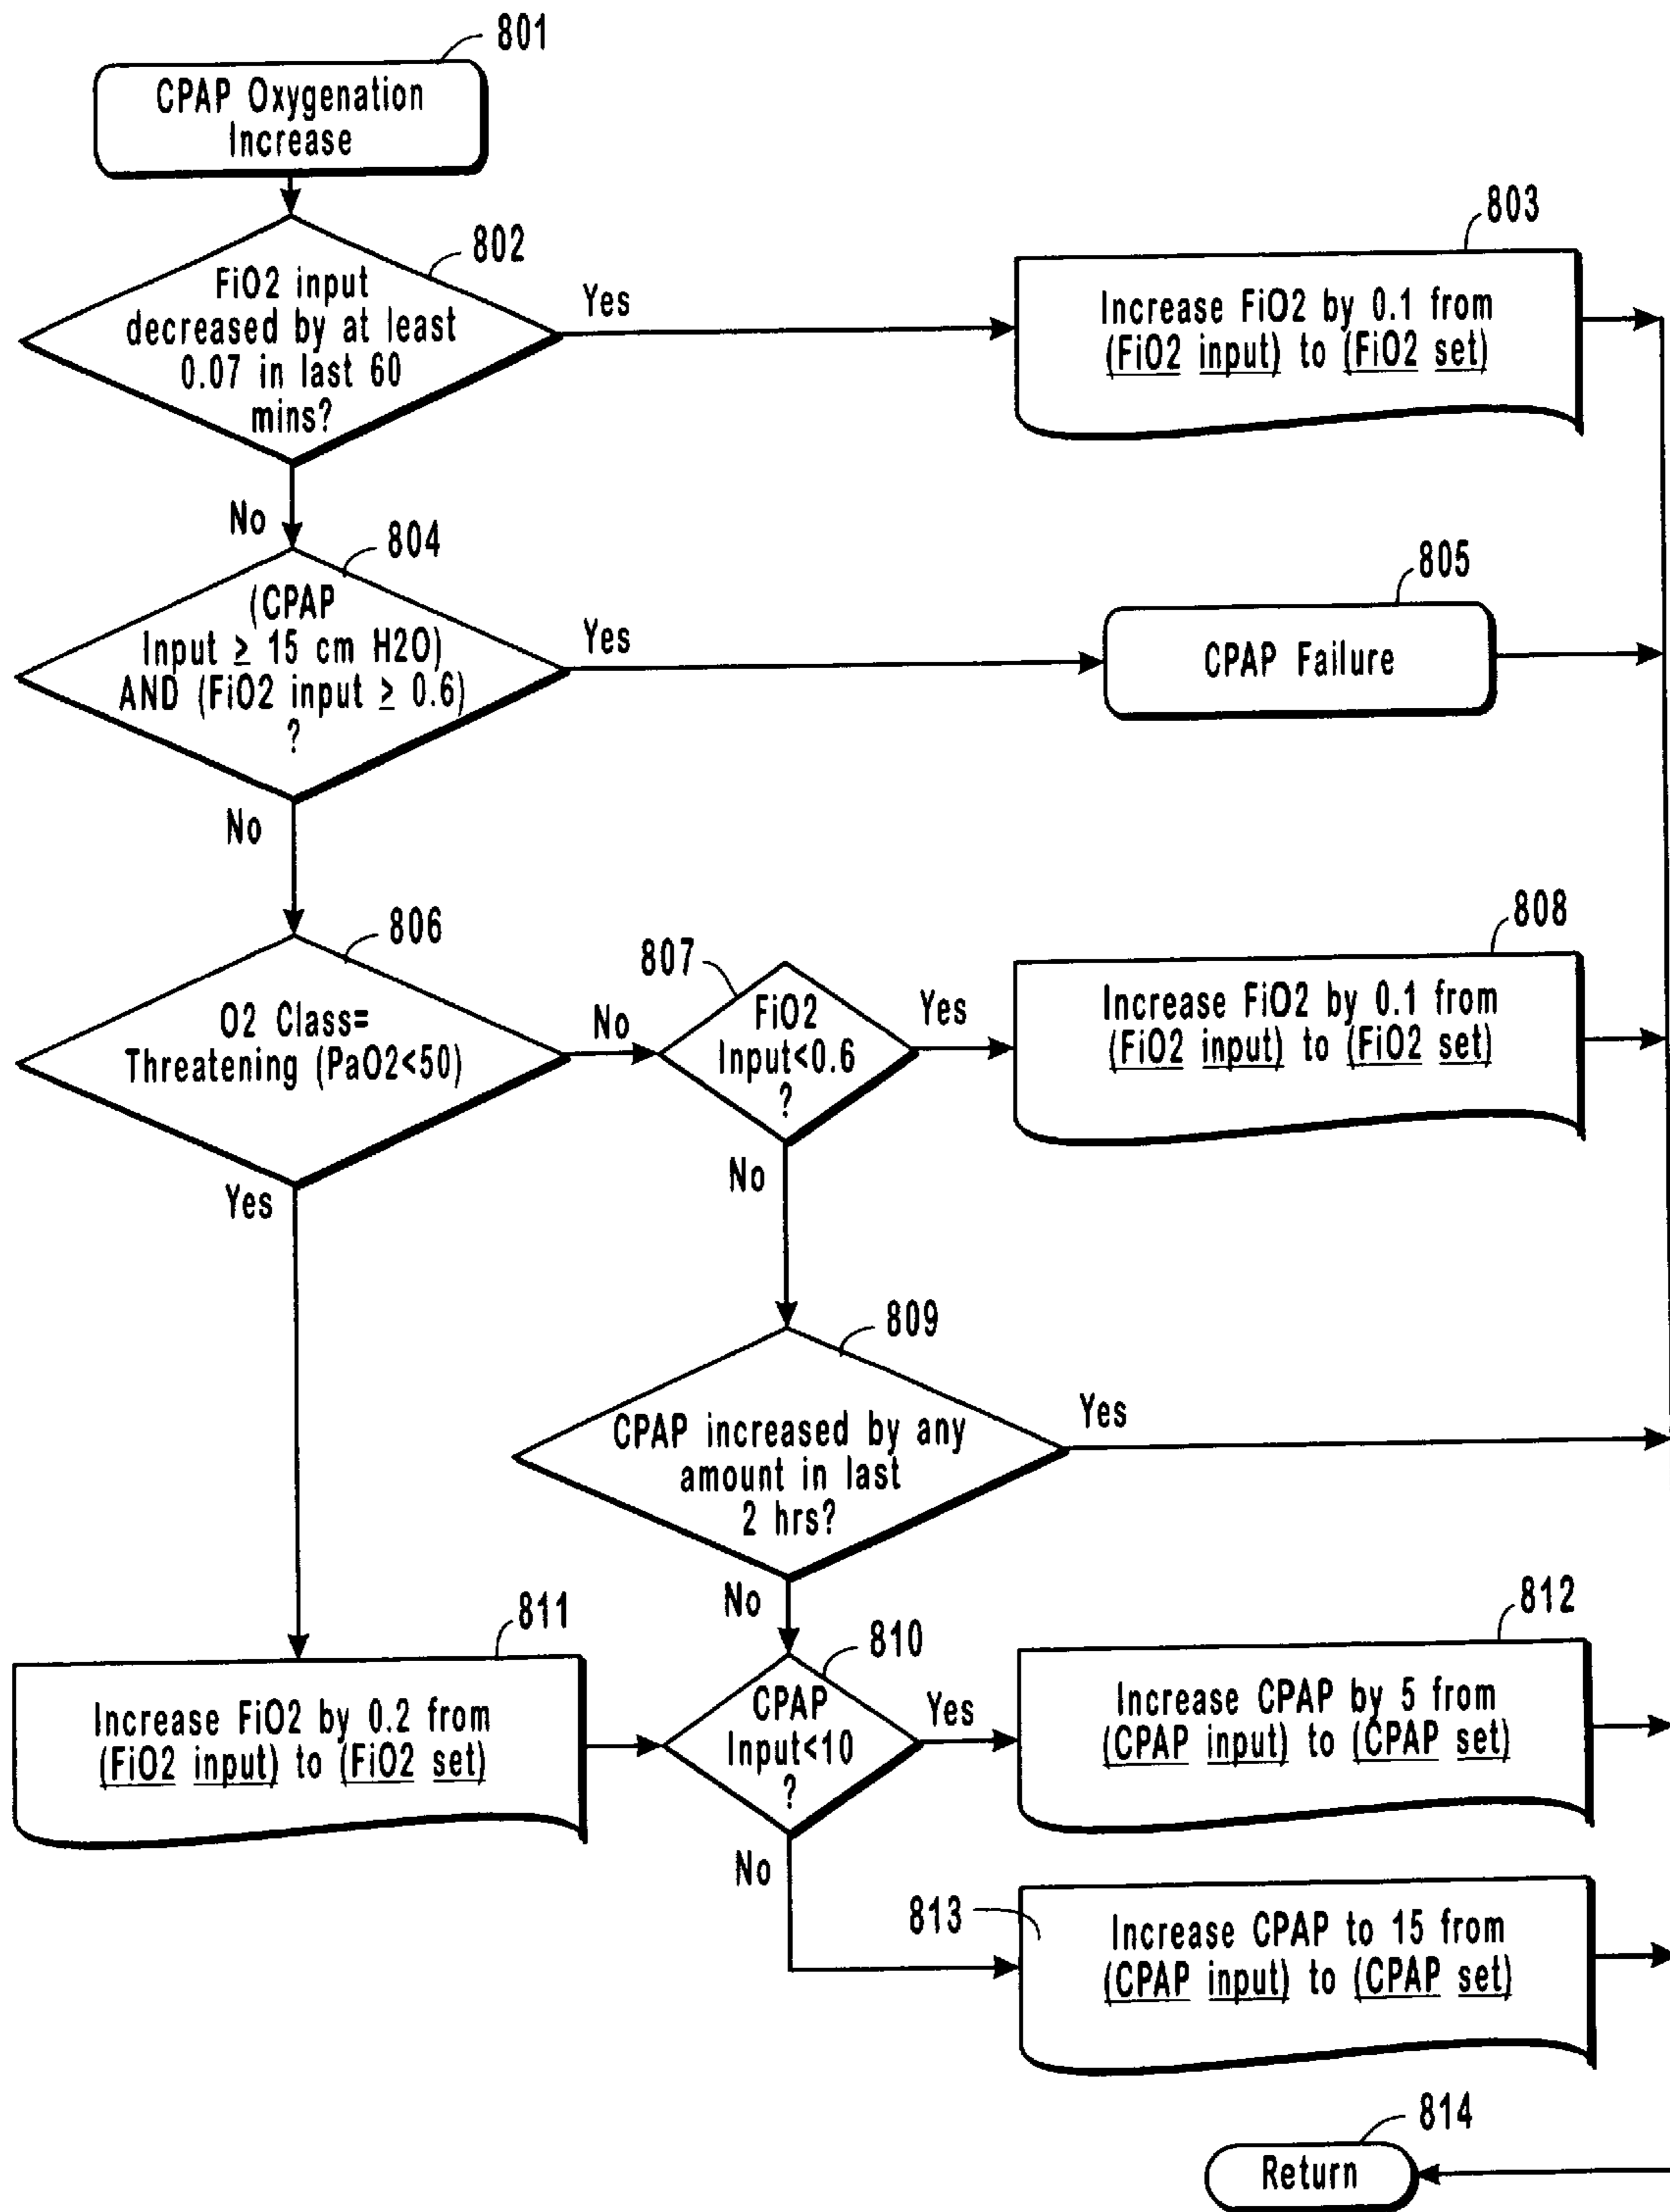 801
CPAP Oxygenation
Increase
802
FiO2 input
decreased by at least
0.07 in last 60
mins?
Yes
803
Increase FiO2 by 0.1 from
(FiO2 input) to (FiO2 set)
No
804
(CPAP
Input ≥ 15 cm H2O)
AND (FiO2 input ≥ 0.6)
?
Yes
805
CPAP Failure
No
806
O2 Class=
Threatening (PaO2<50)
No
807
FiO2
Input<0.6
?
Yes
808
Increase FiO2 by 0.1 from
(FiO2 input) to (FiO2 set)
Yes
No
809
CPAP increased by any
amount in last
2 hrs?
Yes
No
811
Increase FiO2 by 0.2 from
(FiO2 input) to (FiO2 set)
810
CPAP
Input<10
?
Yes
812
Increase CPAP by 5 from
(CPAP input) to (CPAP set)
No
813
Increase CPAP to 15 from
(CPAP input) to (CPAP set)
814
Return